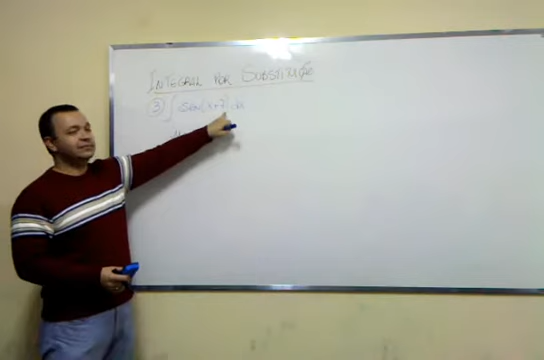 INTEGRAL POR SUBSTITUIÇÃO
③ ∫ sen(x+7) dx